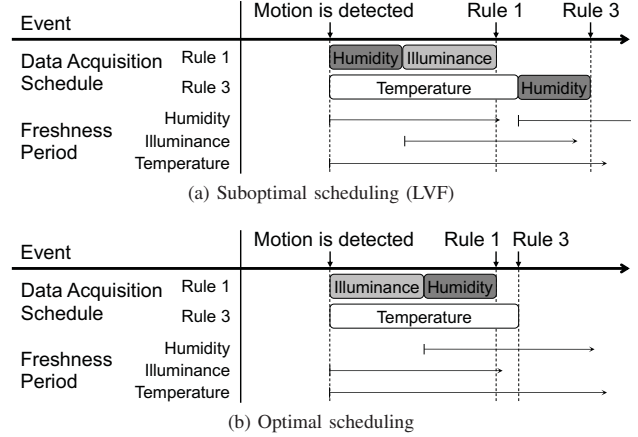 Event Motion is detected Rule 1 Rule 3
Data Acquisition Schedule
Rule 1 Humidity Illuminance
Rule 3 Temperature Humidity
Freshness Period
Humidity
Illuminance
Temperature
(a) Suboptimal scheduling (LVF)
Event Motion is detected Rule 1 Rule 3
Data Acquisition Schedule
Rule 1 Illuminance Humidity
Rule 3 Temperature
Freshness Period
Humidity
Illuminance
Temperature
(b) Optimal scheduling